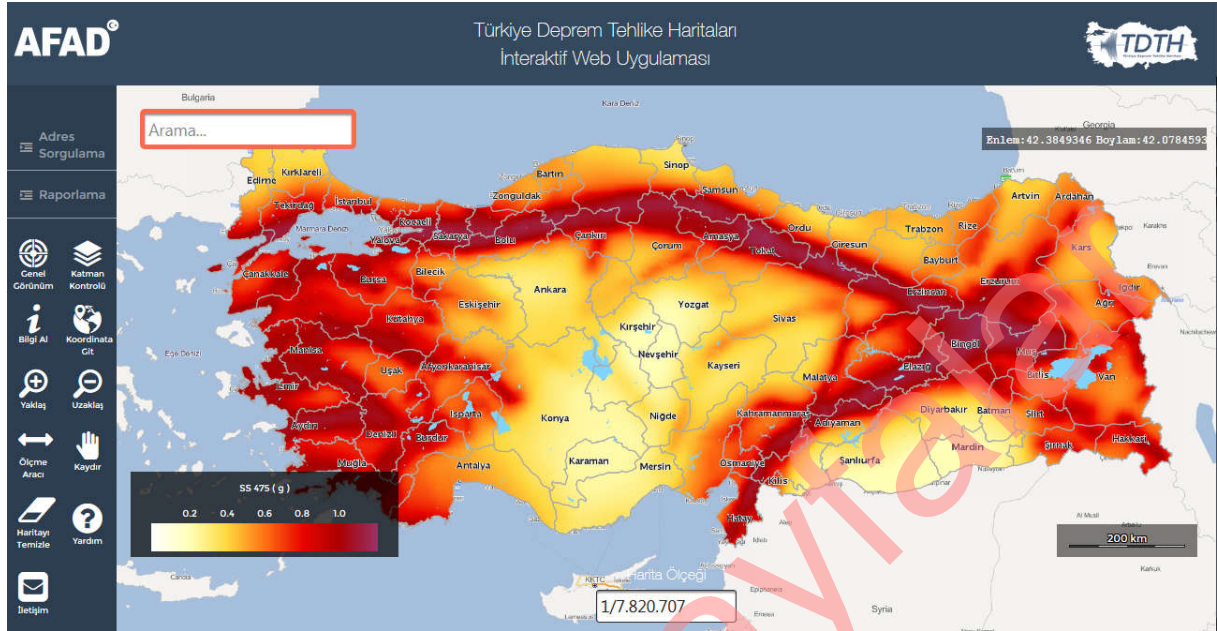 AFAD
Türkiye Deprem Tehlike Haritaları
İnteraktif Web Uygulaması
TDTH
Adres
Sorgulama
Raporlama
Genel
Görünüm
Katman
Kontrolü
Bilgi Al
Koordinata
Git
Yaklaş
Uzaklaş
Ölçme
Aracı
Kaydır
Haritayı
Temizle
Yardım
İletişim
Arama...
Enlem:42.3849346 Boylam:42.0784593
Bulgaria
Kara Deniz
Georgia
Sinop
Edirne
Kırklareli
Tekirdağ
İstanbul
Marmara Denizi
Kocaeli
Yalova
Sakarya
Bolu
Zonguldak
Bartın
Sinop
Çankırı
Samsun
Çorum
Amasya
Tokat
Ordu
Giresun
Trabzon
Rize
Artvin
Ardahan
Bayburt
Kars
Erzincan
Erzurum
Iğdır
Ağrı
Erivan
Çanakkale
Bursa
Bilecik
Eskişehir
Ankara
Kırşehir
Yozgat
Sivas
Kütahya
Ege Denizi
Manisa
Uşak
Afyonkarahisar
Nevşehir
Kayseri
Malatya
Elazığ
Bingöl
Muş
Bitlis
Van
İzmir
Aydın
Denizli
Isparta
Burdur
Konya
Niğde
Kahramanmaraş
Adıyaman
Diyarbakır
Batman
Siirt
Şırnak
Hakkari
Muğla
Antalya
Karaman
Mersin
Osmaniye
Kilis
Şanlıurfa
Mardin
Hatay
SS 475 ( g )
0.2 0.4 0.6 0.8 1.0
200 km
Kerkük
KKTC
Harita Ölçeği
1/7.820.707
Syria